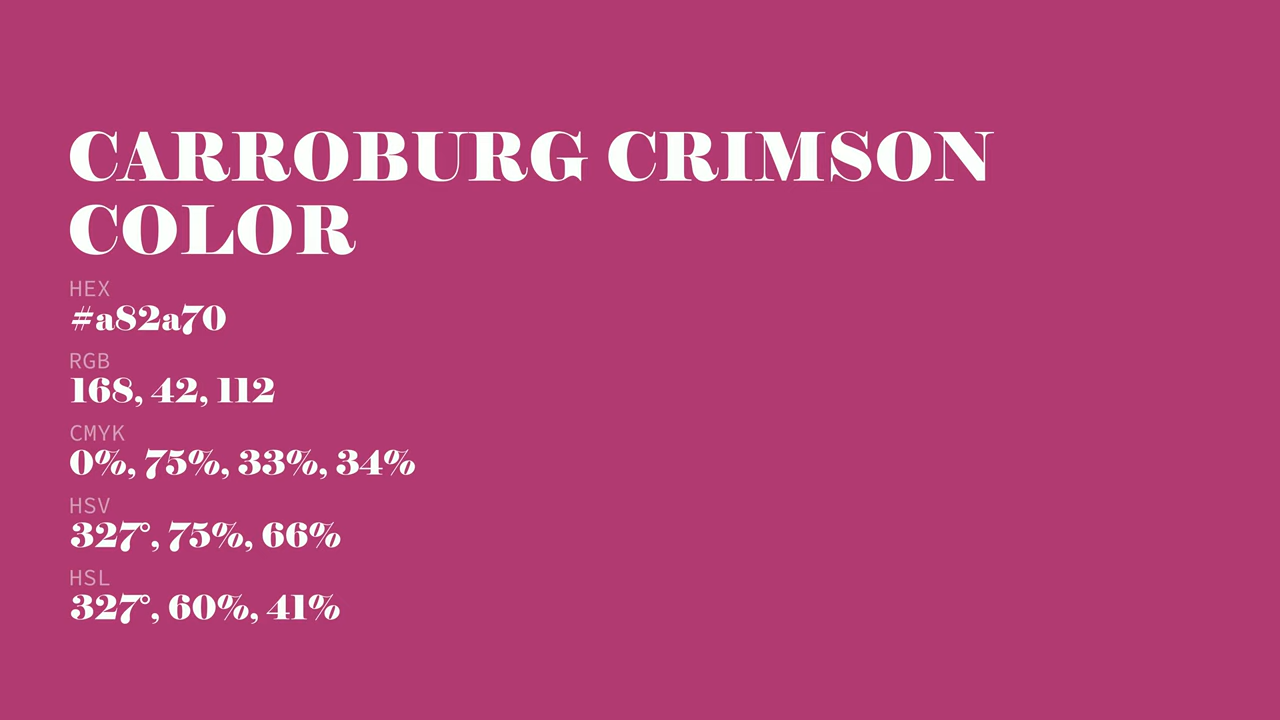 CARROBURG CRIMSON
COLOR
HEX
#a82a70
RGB
168, 42, 112
CMYK
0%, 75%, 33%, 34%
HSV
327°, 75%, 66%
HSL
327°, 60%, 41%